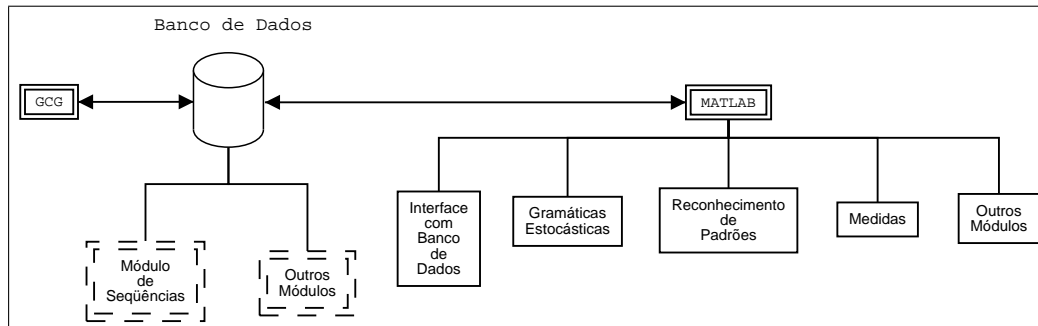 Banco de Dados
GCG
MATLAB
Interface
com
Banco
de
Dados
Gramáticas
Estocásticas
Reconhecimento
de
Padrões
Medidas
Outros
Módulos
Módulo
de
Seqüências
Outros
Módulos